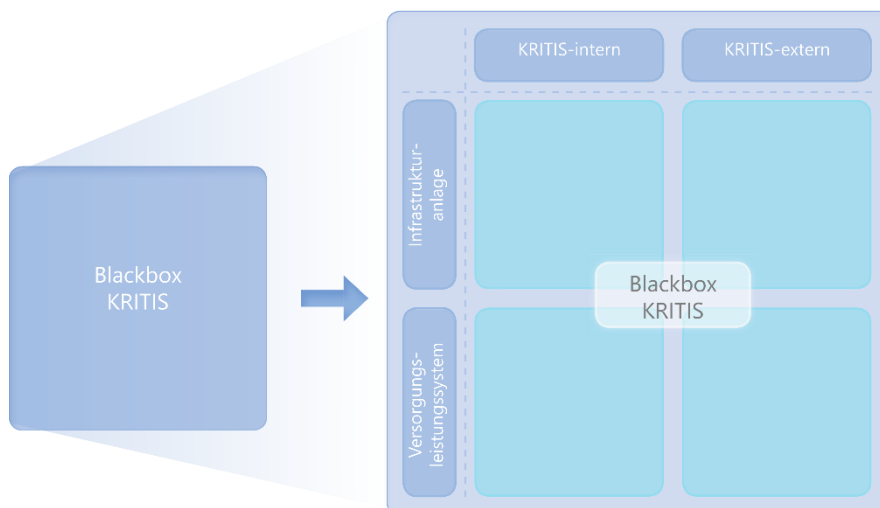 Blackbox
KRITIS
KRITIS-intern
KRITIS-extern
Infrastruktur-
anlage
Versorgungs-
leistungssystem
Blackbox
KRITIS